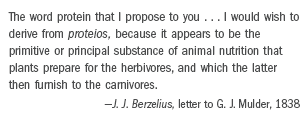 The word protein that I propose to you . . . I would wish to
derive from proteios, because it appears to be the
primitive or principal substance of animal nutrition that
plants prepare for the herbivores, and which the latter
then furnish to the carnivores.
—J. J. Berzelius, letter to G. J. Mulder, 1838